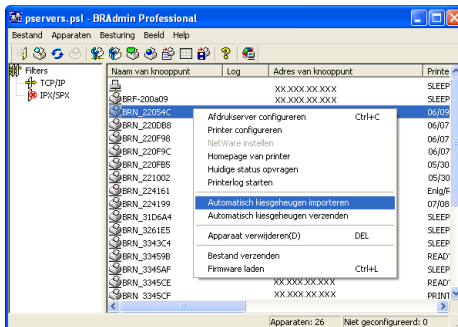 pservers.psl - BRAdmin Professional
Bestand Apparaten Besturing Beeld Help
Filters
TCP/IP
IPX/SPX
Naam van knooppunt Log Adres van knooppunt Printe
XX.XXX.XX.XXX SLEEP
BRF-200a09 XX.XXX.XX.XXX SLEEP
BRN_22054C 06/09
BRN_220DB8 06/07
BRN_220F98 06/07
BRN_220F9C 06/07
BRN_220FB5 05/30
BRN_221002 05/30
BRN_224161 Enlg/F
BRN_224199 07/08
BRN_31D6A4 SLEEP
BRN_3261E5 SLEEP
BRN_3343C4 SLEEP
BRN_33459B READY
BRN_3345AF SLEEP
BRN_3345CE XX.XXX.XX.XXX READY
BRN_3345CF XX.XXX.XX.XXX PRINT
Afdrukserver configureren Ctrl+C
Printer configureren
NetWare instellen
Homepage van printer
Huidige status opvragen
Printerlog starten
Automatisch kiesgeheugen importeren
Automatisch kiesgeheugen verzenden
Apparaat verwijderen(D) DEL
Bestand verzenden
Firmware laden Ctrl+L
Apparaten: 26 Niet geconfigureerd: 0